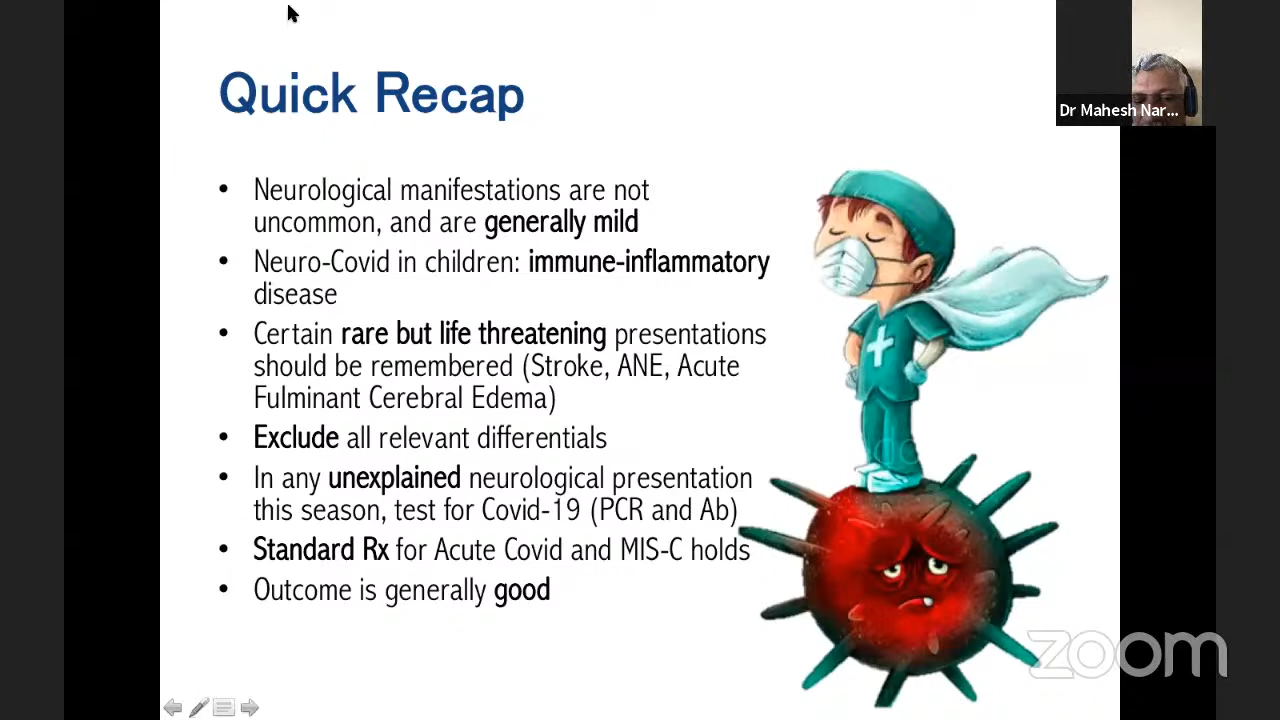 Quick Recap
Dr Mahesh Nar...
• Neurological manifestations are not
uncommon, and are generally mild
• Neuro-Covid in children: immune-inflammatory
disease
• Certain rare but life threatening presentations
should be remembered (Stroke, ANE, Acute
Fulminant Cerebral Edema)
• Exclude all relevant differentials
• In any unexplained neurological presentation
this season, test for Covid-19 (PCR and Ab)
• Standard Rx for Acute Covid and MIS-C holds
• Outcome is generally good
zoom